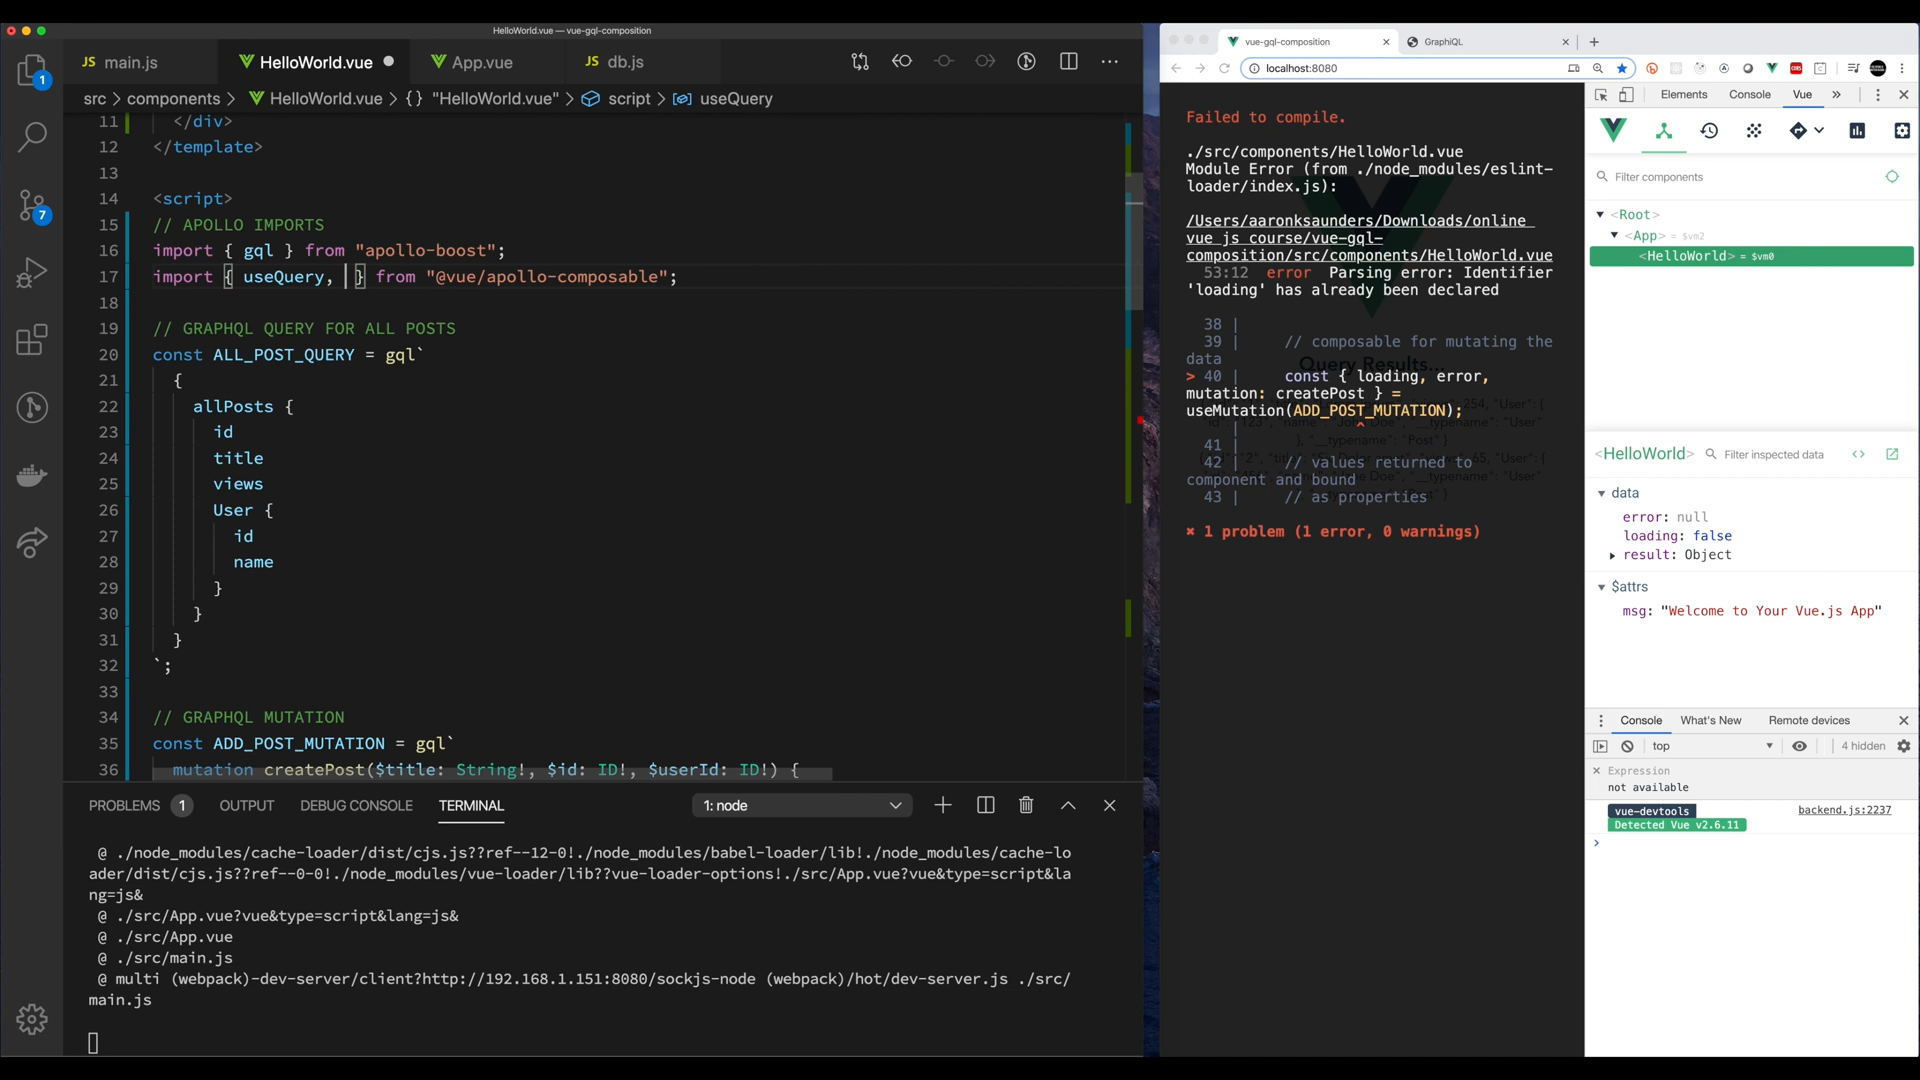 HelloWorld.vue — vue-gql-composition
JS main.js
HelloWorld.vue
App.vue
JS db.js
src > components > HelloWorld.vue > {} "HelloWorld.vue" > script > useQuery
1
7
11 </div>
12 </template>
13
14 <script>
15 // APOLLO IMPORTS
16 import { gql } from "apollo-boost";
17 import { useQuery, } from "@vue/apollo-composable";
18
19 // GRAPHQL QUERY FOR ALL POSTS
20 const ALL_POST_QUERY = gql`
21 {
22 allPosts {
23 id
24 title
25 views
26 User {
27 id
28 name
29 }
30 }
31 }
32 `;
33
34 // GRAPHQL MUTATION
35 const ADD_POST_MUTATION = gql`
36 mutation createPost($title: String!, $id: ID!, $userId: ID!) {
PROBLEMS 1 OUTPUT DEBUG CONSOLE TERMINAL 1: node
@ ./node_modules/cache-loader/dist/cjs.js??ref--12-0!./node_modules/babel-loader/lib!./node_modules/cache-lo
ader/dist/cjs.js??ref--0-0!./node_modules/vue-loader/lib??vue-loader-options!./src/App.vue?vue&type=script&la
ng=js&
@ ./src/App.vue?vue&type=script&lang=js&
@ ./src/App.vue
@ ./src/main.js
@ multi (webpack)-dev-server/client?http://192.168.1.151:8080/sockjs-node (webpack)/hot/dev-server.js ./src/
main.js
vue-gql-composition
GraphiQL
localhost:8080
Failed to compile.
./src/components/HelloWorld.vue
Module Error (from ./node_modules/eslint-
loader/index.js):
/Users/aaronksaunders/Downloads/online
vue js course/vue-gql-
composition/src/components/HelloWorld.vue
53:12 error Parsing error: Identifier
'loading' has already been declared
38 |
39 | // composable for mutating the
data
Query Results...
> 40 | const { loading, error,
mutation: createPost } =
useMutation(ADD_POST_MUTATION);
| ^
41 |
42 | // values returned to
component and bound
43 | // as properties
✖ 1 problem (1 error, 0 warnings)
Elements Console Vue »
Filter components
<Root>
<App> = $vm2
<HelloWorld> = $vm0
<HelloWorld> Filter inspected data
data
error: null
loading: false
result: Object
$attrs
msg: "Welcome to Your Vue.js App"
Console What's New Remote devices
top 4 hidden
Expression
not available
vue-devtools backend.js:2237
Detected Vue v2.6.11